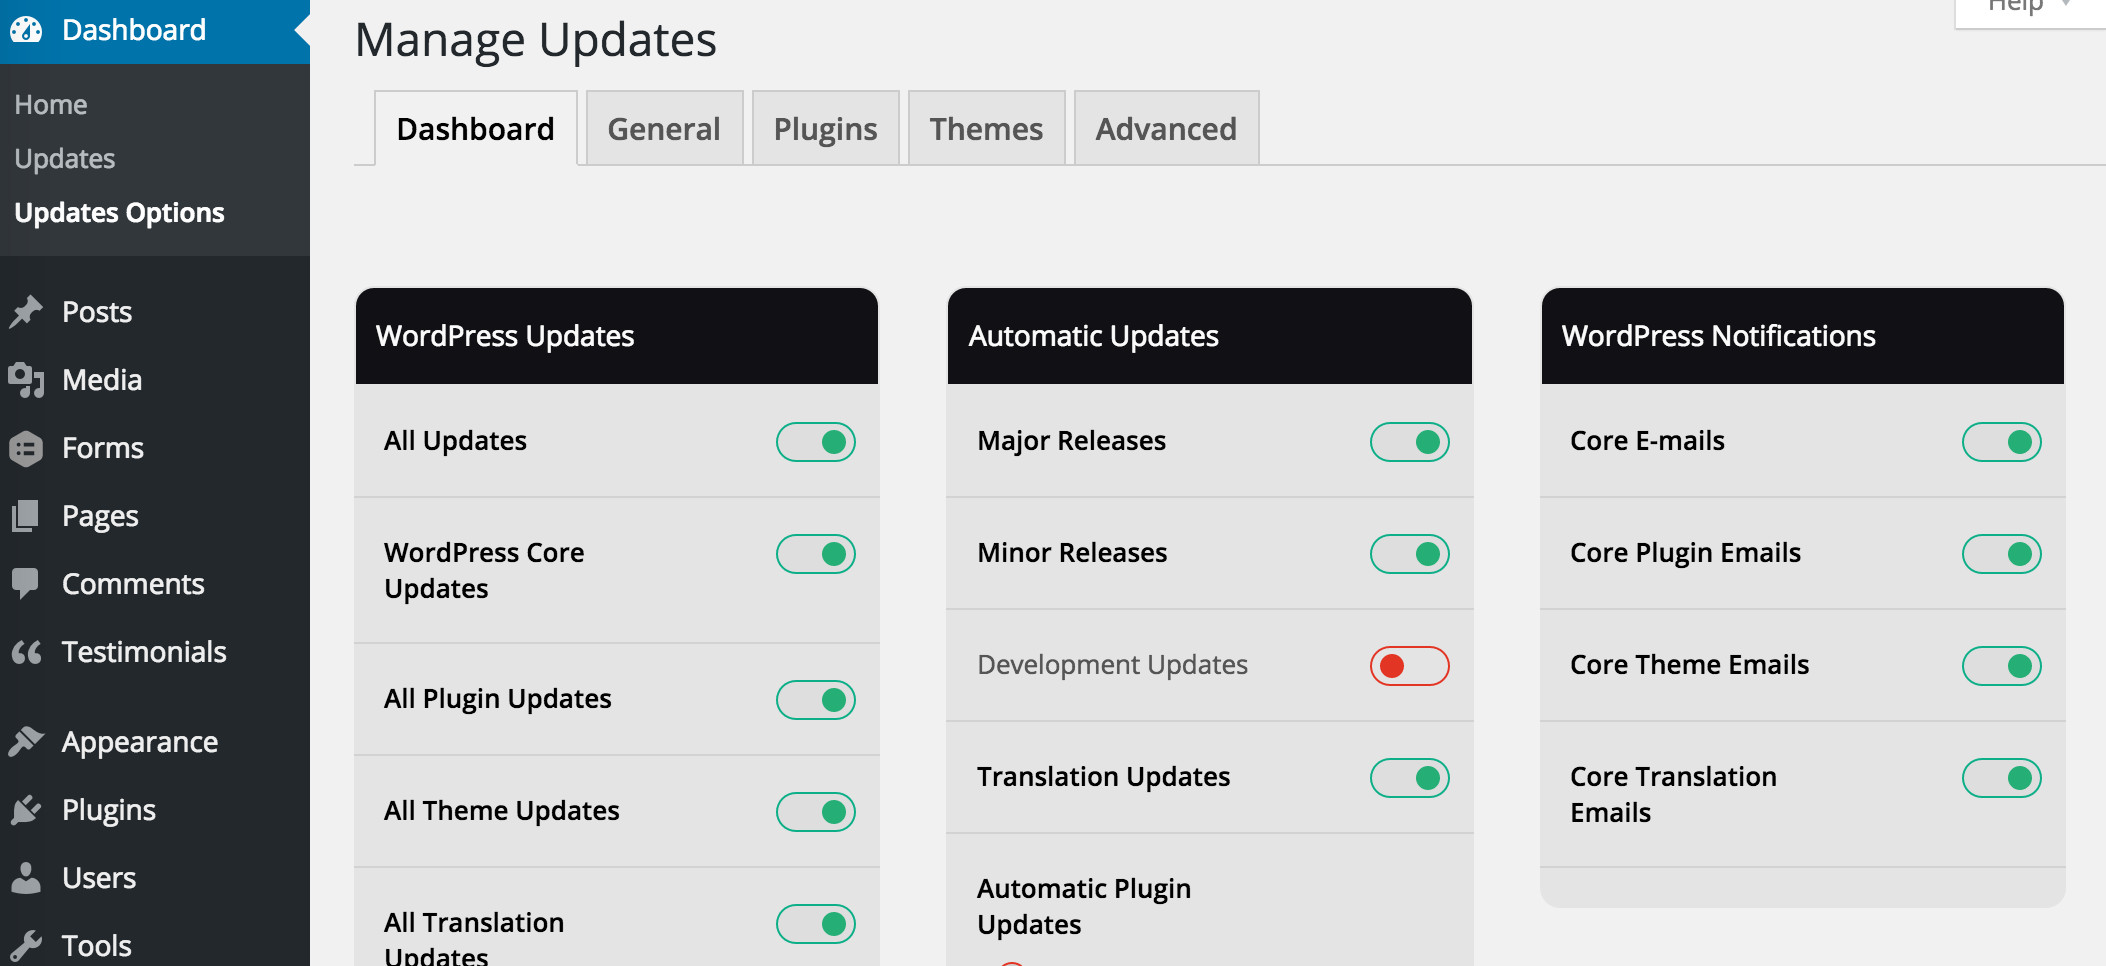 Dashboard
Home
Updates
Updates Options
Posts
Media
Forms
Pages
Comments
Testimonials
Appearance
Plugins
Users
Tools
Help
Manage Updates
Dashboard
General
Plugins
Themes
Advanced
WordPress Updates
All Updates
WordPress Core
Updates
All Plugin Updates
All Theme Updates
All Translation
Updates
Automatic Updates
Major Releases
Minor Releases
Development Updates
Translation Updates
Automatic Plugin
Updates
WordPress Notifications
Core E-mails
Core Plugin Emails
Core Theme Emails
Core Translation
Emails